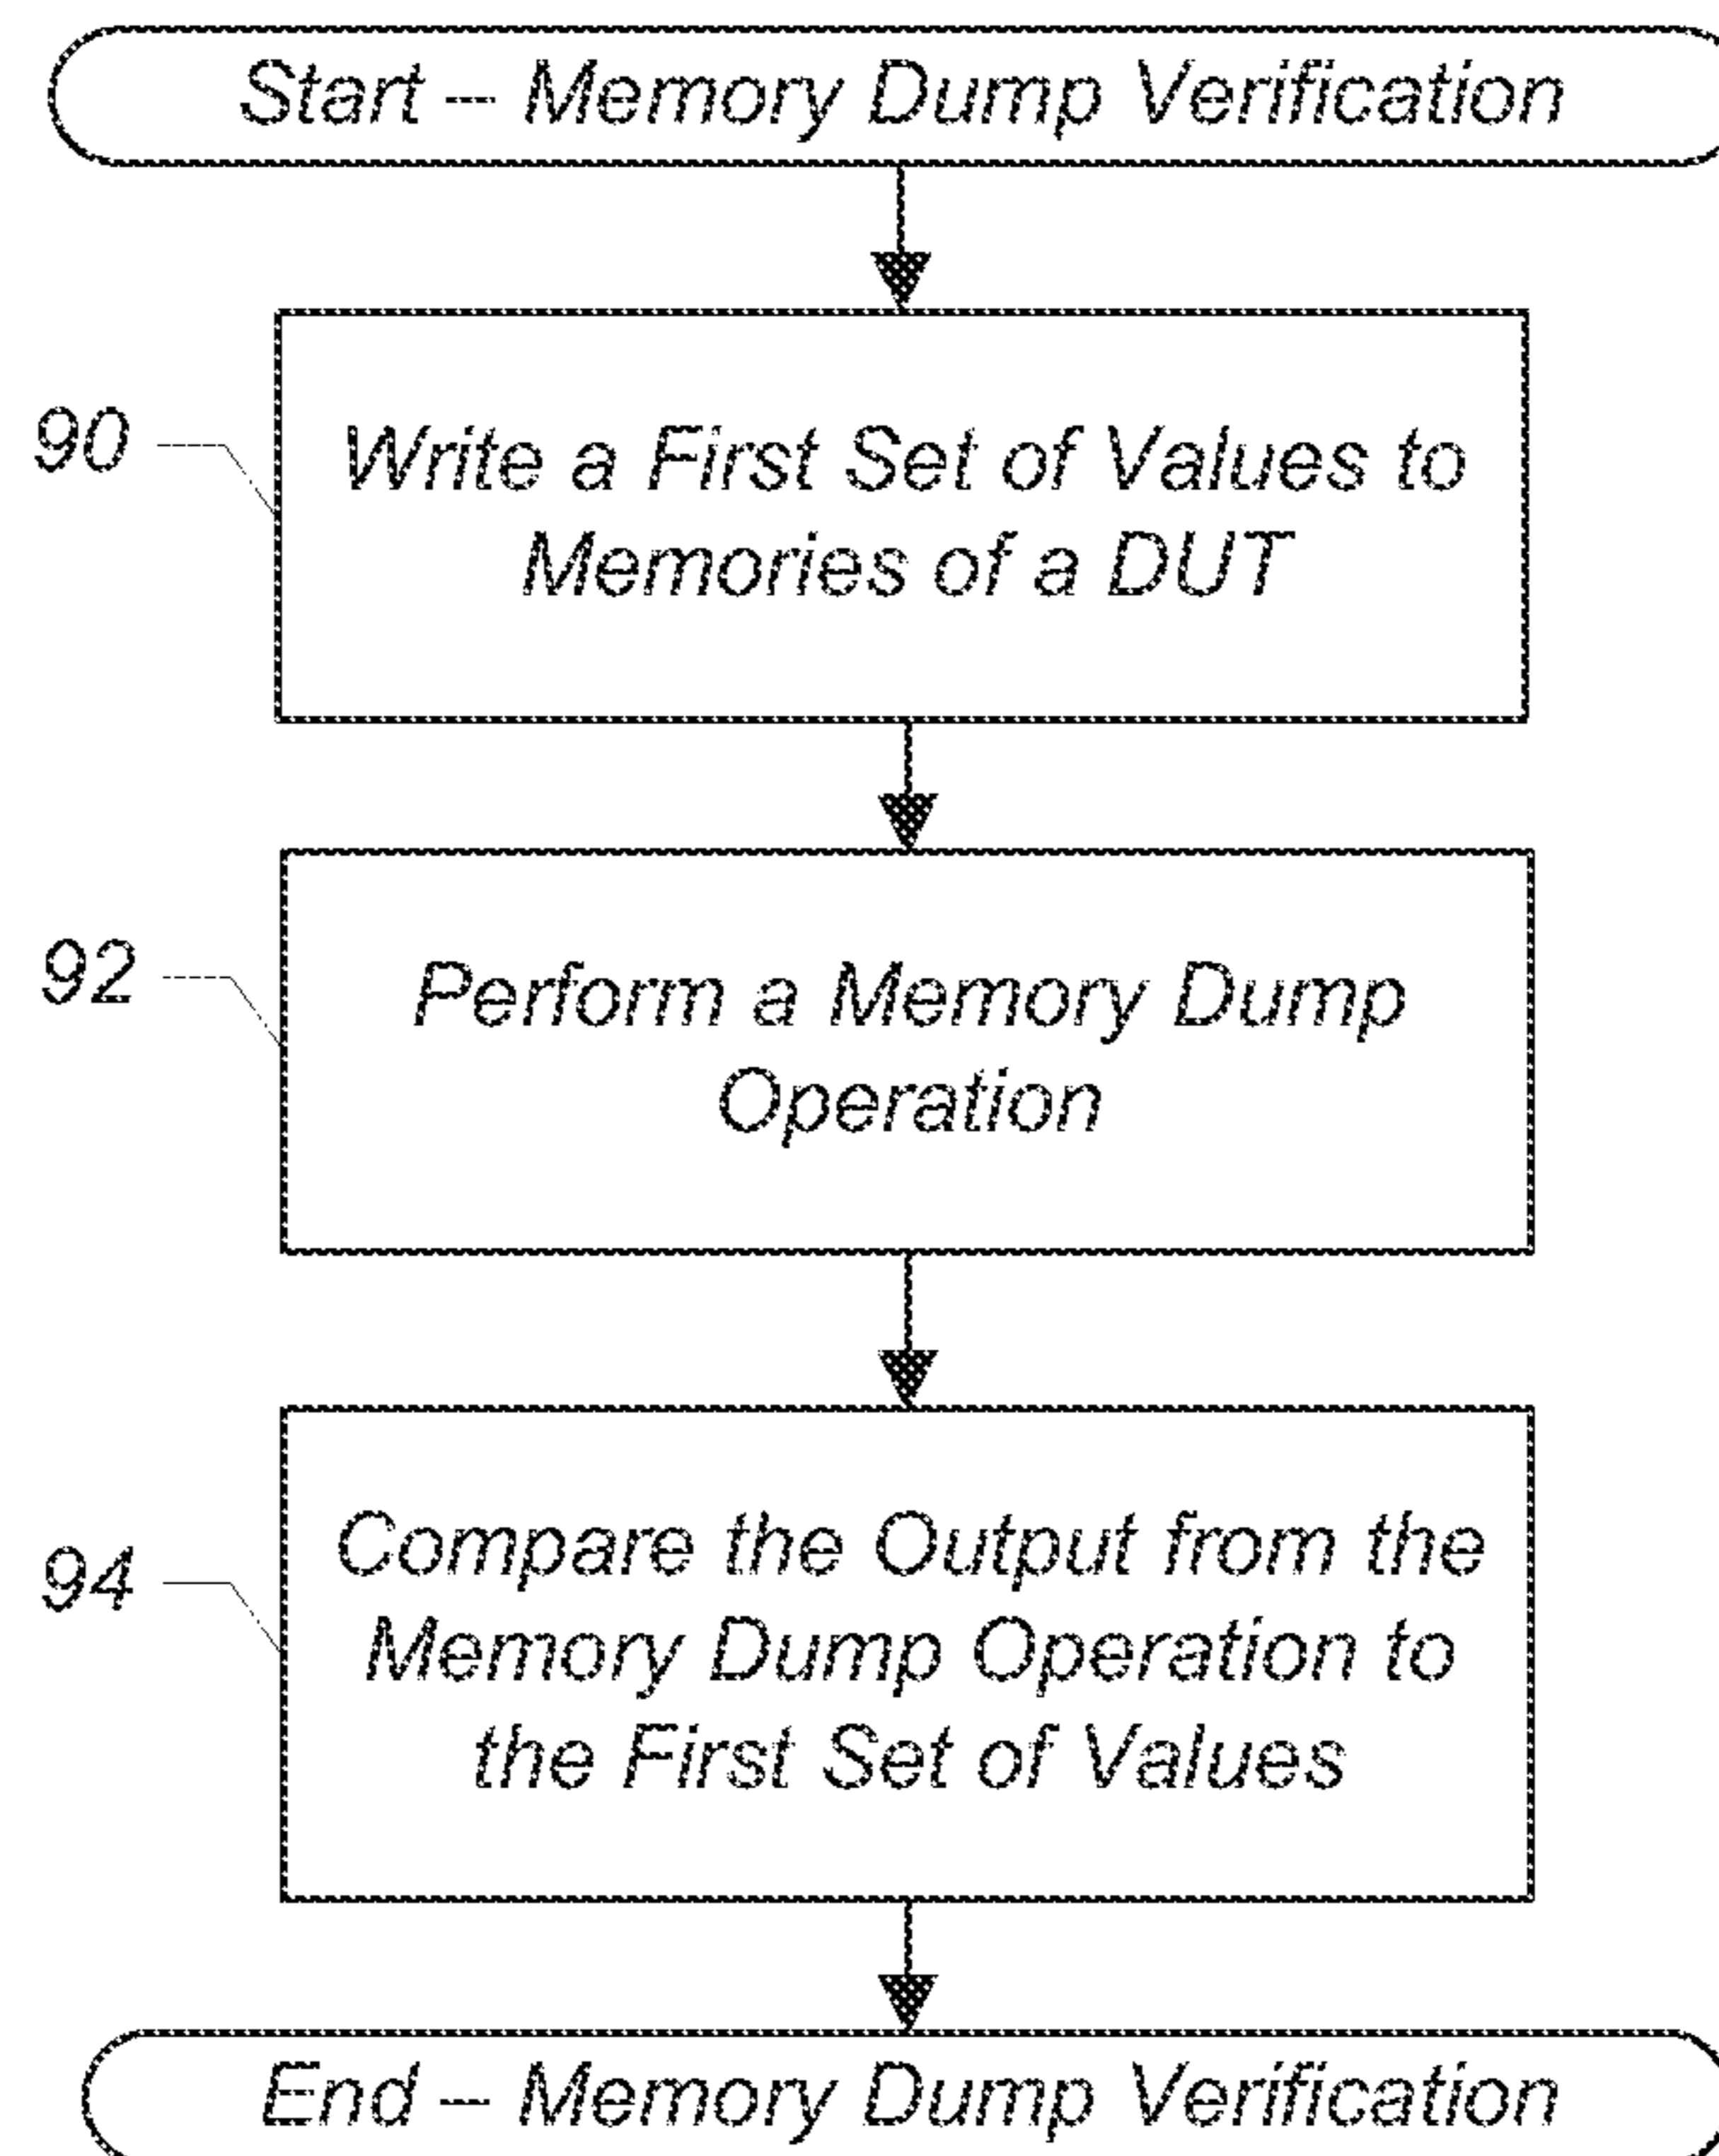 Start -- Memory Dump Verification
90
Write a First Set of Values to
Memories of a DUT
92
Perform a Memory Dump
Operation
94
Compare the Output from the
Memory Dump Operation to
the First Set of Values
End -- Memory Dump Verification